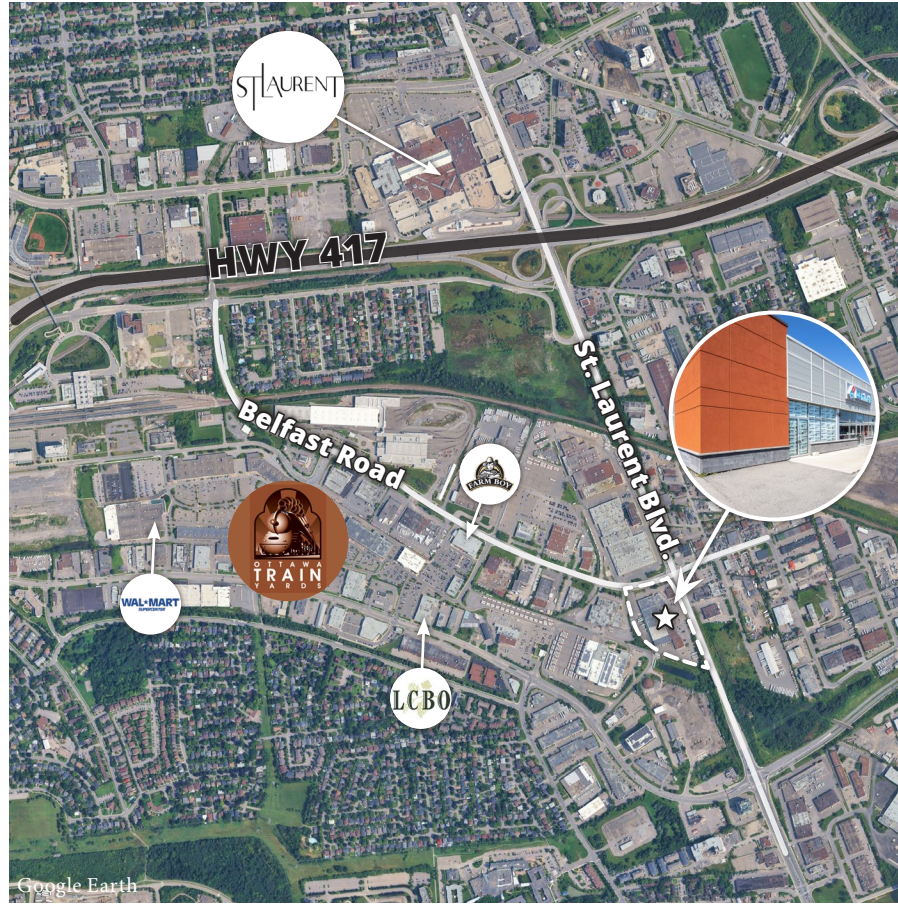 ST.LAURENT
HWY 417
St. Laurent Blvd.
Belfast Road
FARM BOY
OTTAWA
TRAIN
YARDS
WAL★MART
SUPERCENTER
LCBO
Google Earth